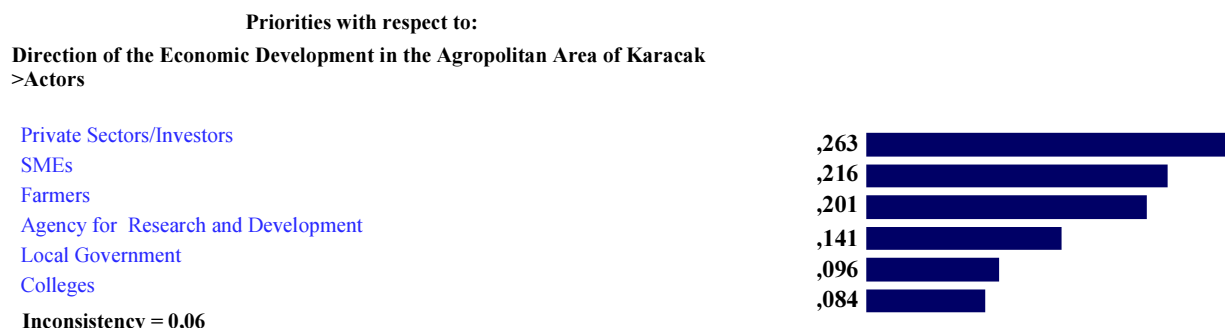 Priorities with respect to:
Direction of the Economic Development in the Agropolitan Area of Karacak
>Actors
Private Sectors/Investors ,263
SMEs ,216
Farmers ,201
Agency for Research and Development ,141
Local Government ,096
Colleges ,084
Inconsistency = 0,06